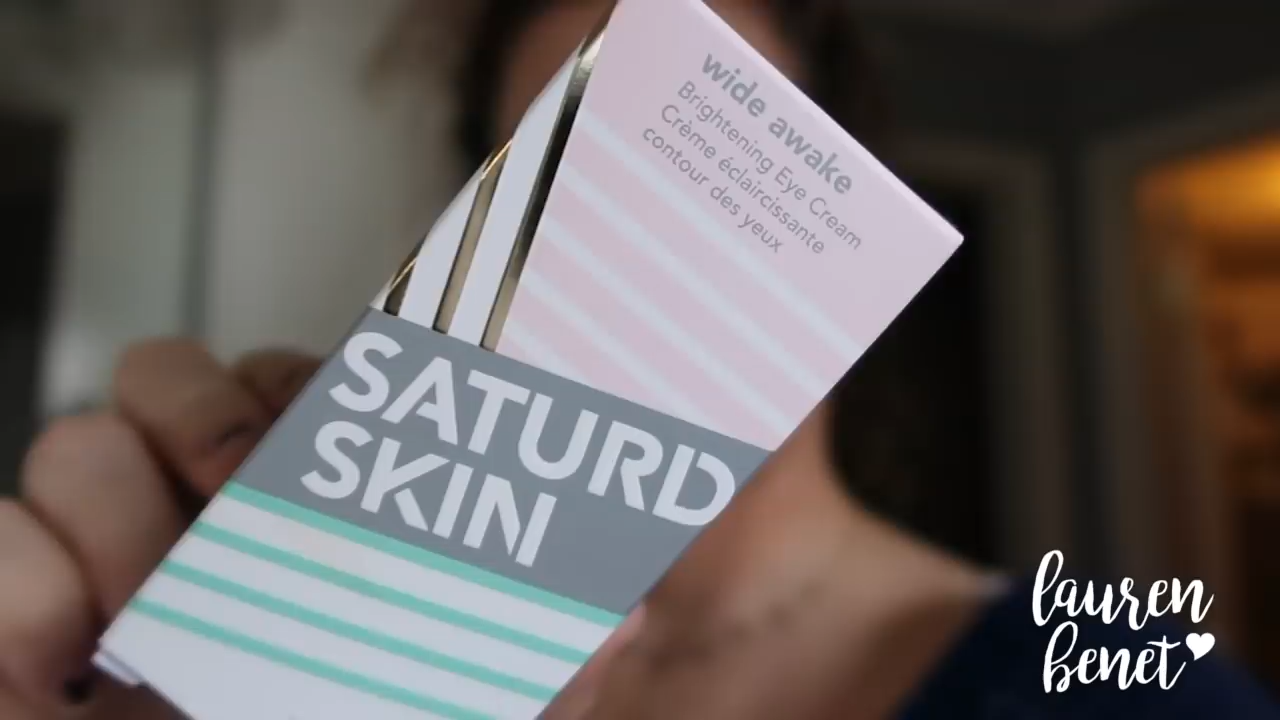 wide awake
Brightening Eye Cream
Crème éclaircissante
contour des yeux
SATURD
SKIN
lauren
benet